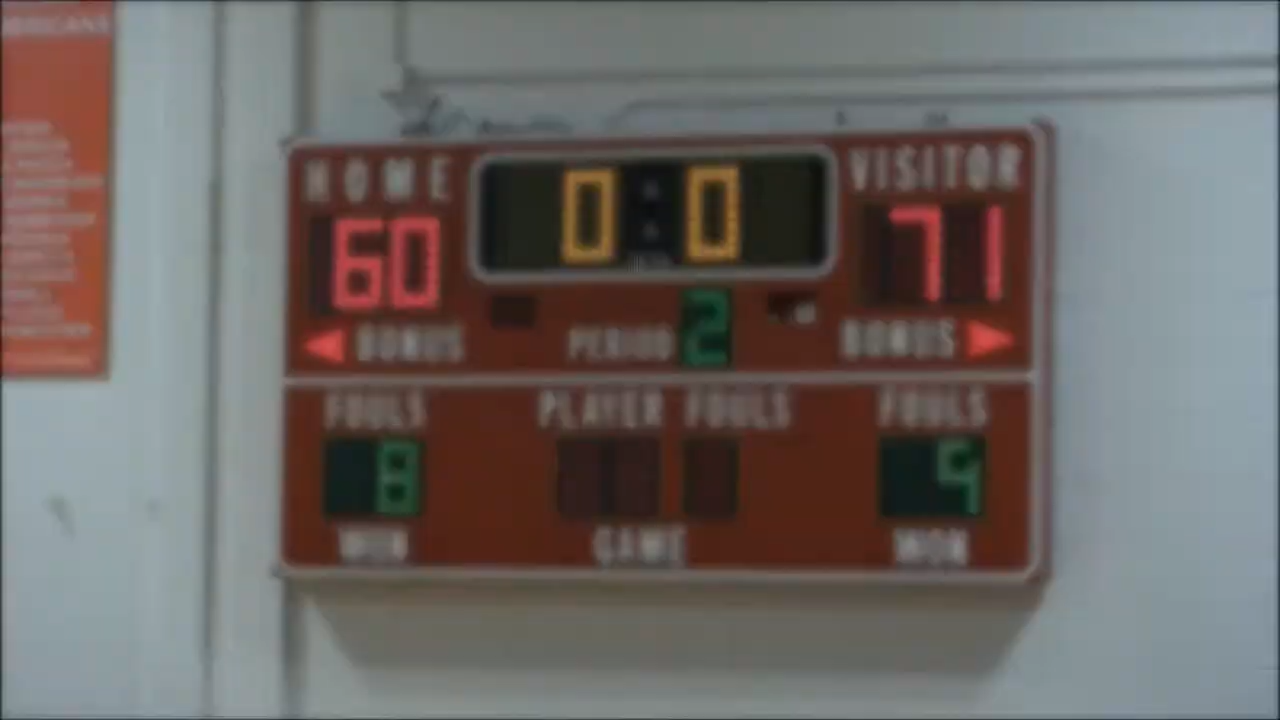 HOME 0:0 VISITOR
60 71
BONUS PERIOD 2 BONUS
FOULS PLAYER FOULS FOULS
8 9
WON GAME WON